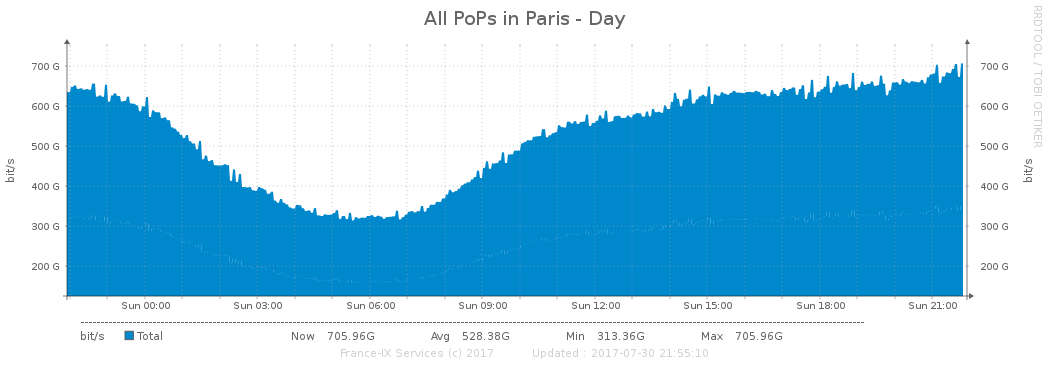 All PoPs in Paris - Day
RRDTOOL / TOBI OETIKER
700 G 700 G
600 G 600 G
500 G 500 G
400 G 400 G
300 G 300 G
200 G 200 G
bit/s
bit/s
Sun 00:00 Sun 03:00 Sun 06:00 Sun 09:00 Sun 12:00 Sun 15:00 Sun 18:00 Sun 21:00
bit/s Total Now 705.96G Avg 528.38G Min 313.36G Max 705.96G
France-IX Services (c) 2017 Updated : 2017-07-30 21:55:10